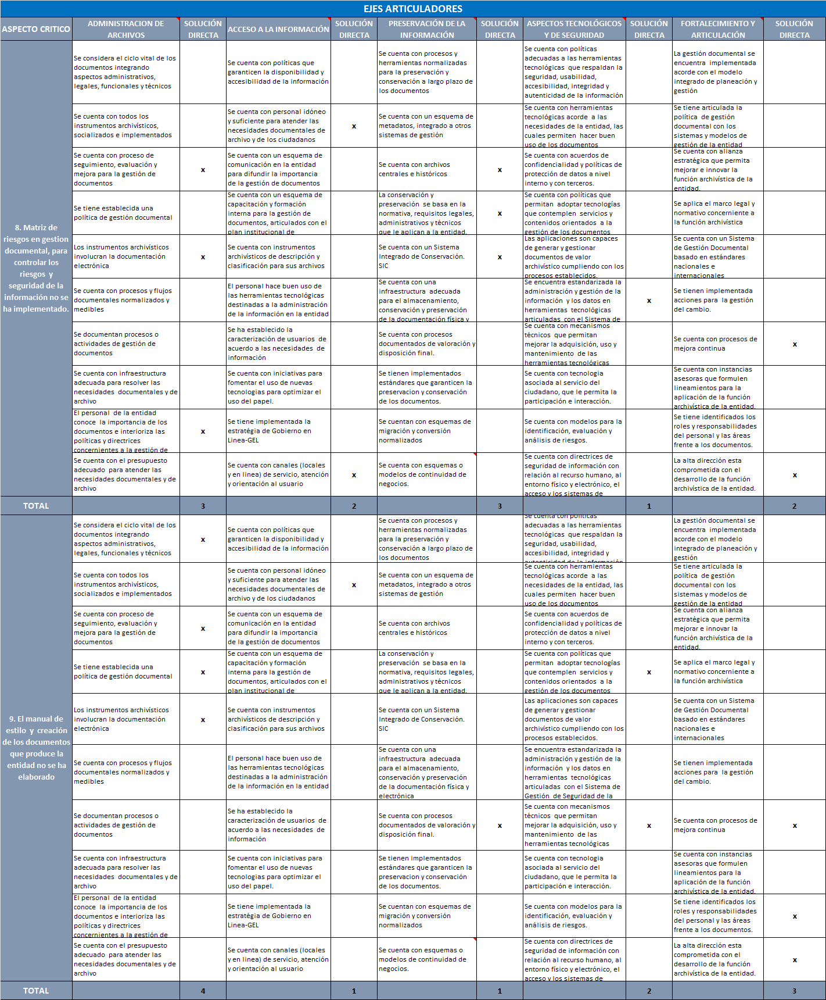 EJES ARTICULADORES
ASPECTO CRITICO
ADMINISTRACION DE
ARCHIVOS
SOLUCIÓN
DIRECTA
ACCESO A LA INFORMACIÓN
SOLUCIÓN
DIRECTA
PRESERVACIÓN DE LA
INFORMACIÓN
SOLUCIÓN
DIRECTA
ASPECTOS TECNOLÓGICOS
Y DE SEGURIDAD
SOLUCIÓN
DIRECTA
FORTALECIMIENTO Y
ARTICULACIÓN
SOLUCIÓN
DIRECTA
8. Matriz de
riesgos en gestion
documental, para
controlar los
riesgos y
seguridad de la
información no se
ha implementado.
Se considera el ciclo vital de los
documentos integrando
aspectos administrativos,
legales, funcionales y técnicos
Se cuenta con políticas que
garanticen la disponibilidad y
accesibilidad de la información
Se cuenta con procesos y
herramientas normalizadas
para la preservación y
conservación a largo plazo de
los documentos
Se cuenta con políticas
adecuadas a las herramientas
tecnológicas que respaldan la
seguridad, usabilidad,
accesibilidad, integridad y
autenticidad de la información
La gestión documental se
encuentra implementada
acorde con el modelo
integrado de planeación y
gestión
Se cuenta con todos los
instrumentos archivísticos,
socializados e implementados
Se cuenta con personal idóneo
y suficiente para atender las
necesidades documentales de
archivo y de los ciudadanos
x
Se cuenta con un esquema de
metadatos, integrado a otros
sistemas de gestión
Se cuenta con herramientas
tecnológicas acorde a las
necesidades de la entidad, las
cuales permiten hacer buen
uso de los documentos
Se tiene articulada la
política de gestión
documental con los
sistemas y modelos de
gestión de la entidad
Se cuenta con proceso de
seguimiento, evaluación y
mejora para la gestión de
documentos
x
Se cuenta con un esquema de
comunicación en la entidad
para difundir la importancia
de la gestión de documentos
Se cuenta con archivos
centrales e históricos
x
Se cuenta con acuerdos de
confidencialidad y políticas de
protección de datos a nivel
interno y con terceros.
Se cuenta con alianza
estratégica que permita
mejorar e innovar la
función archivística de la
entidad.
Se tiene establecida una
política de gestión documental
Se cuenta con un esquema de
capacitación y formación
interna para la gestión de
documentos, articulados con el
plan institucional de
La conservación y
preservación se basa en la
normativa, requisitos legales,
administrativos y técnicos
que le aplican a la entidad.
x
Se cuenta con políticas que
permitan adoptar tecnologías
que contemplen servicios y
contenidos orientados a la
gestión de los documentos
Se aplica el marco legal y
normativo concerniente a
la función archivística
Los instrumentos archivísticos
involucran la documentación
electrónica
x
Se cuenta con instrumentos
archivísticos de descripción y
clasificación para sus archivos
Se cuenta con un Sistema
Integrado de Conservación.
SIC
x
Las aplicaciones son capaces
de generar y gestionar
documentos de valor
archivístico cumpliendo con los
procesos establecidos.
Se cuenta con un Sistema
de Gestión Documental
basado en estándares
nacionales e
internacionales
Se cuenta con procesos y flujos
documentales normalizados y
medibles
El personal hace buen uso de
las herramientas tecnológicas
destinadas a la administración
de la información en la entidad
Se cuenta con una
infraestructura adecuada
para el almacenamiento,
conservación y preservación
de la documentación física y
Se encuentra estandarizada la
administración y gestión de la
información y los datos en
herramientas tecnológicas
articuladas con el Sistema de
x
Se tienen implementada
acciones para la gestión
del cambio.
Se documentan procesos o
actividades de gestión de
documentos
Se ha establecido la
caracterización de usuarios de
acuerdo a las necesidades de
información
Se cuenta con procesos
documentados de valoración y
disposición final.
Se cuenta con mecanismos
técnicos que permitan
mejorar la adquisición, uso y
mantenimiento de las
herramientas tecnológicas
Se cuenta con procesos de
mejora continua
x
Se cuenta con infraestructura
adecuada para resolver las
necesidades documentales y de
archivo
Se cuenta con iniciativas para
fomentar el uso de nuevas
tecnologias para optimizar el
uso del papel.
Se tienen implementados
estándares que garanticen la
preservacion y conservación
de los documentos.
Se cuenta con tecnologia
asociada al servicio del
ciudadano, que le permita la
participación e interacción.
Se cuenta con instancias
asesoras que formulen
lineamientos para la
aplicación de la función
archivística de la entidad.
El personal de la entidad
conoce la importancia de los
documentos e interioriza las
políticas y directrices
concernientes a la gestión de
x
Se tiene implementada la
estratégia de Gobierno en
Linea-GEL
Se cuentan con esquemas de
migración y conversión
normalizados
Se cuenta con modelos para la
identificación, evaluación y
análisis de riesgos.
Se tiene identificados los
roles y responsabilidades
del personal y las áreas
frente a los documentos.
Se cuenta con el presupuesto
adecuado para atender las
necesidades documentales y de
archivo
Se cuenta con canales (locales
y en linea) de servicio, atención
y orientación al usuario
x
Se cuenta con esquemas o
modelos de continuidad de
negocios.
Se cuenta con directrices de
seguridad de información con
relación al recurso humano, al
entorno físico y electrónico, el
acceso y los sistemas de
La alta dirección esta
comprometida con el
desarrollo de la función
archivística de la entidad.
x
TOTAL
3
2
3
1
2
9. El manual de
estilo y creación
de los documentos
que produce la
entidad no se ha
elaborado
Se considera el ciclo vital de los
documentos integrando
aspectos administrativos,
legales, funcionales y técnicos
x
Se cuenta con políticas que
garanticen la disponibilidad y
accesibilidad de la información
Se cuenta con procesos y
herramientas normalizadas
para la preservación y
conservación a largo plazo de
los documentos
Se cuenta con políticas
adecuadas a las herramientas
tecnológicas que respaldan la
seguridad, usabilidad,
accesibilidad, integridad y
autenticidad de la información
La gestión documental se
encuentra implementada
acorde con el modelo
integrado de planeación y
gestión
Se cuenta con todos los
instrumentos archivísticos,
socializados e implementados
Se cuenta con personal idóneo
y suficiente para atender las
necesidades documentales de
archivo y de los ciudadanos
x
Se cuenta con un esquema de
metadatos, integrado a otros
sistemas de gestión
Se cuenta con herramientas
tecnológicas acorde a las
necesidades de la entidad, las
cuales permiten hacer buen
uso de los documentos
Se tiene articulada la
política de gestión
documental con los
sistemas y modelos de
gestión de la entidad
Se cuenta con proceso de
seguimiento, evaluación y
mejora para la gestión de
documentos
x
Se cuenta con un esquema de
comunicación en la entidad
para difundir la importancia
de la gestión de documentos
Se cuenta con archivos
centrales e históricos
Se cuenta con acuerdos de
confidencialidad y políticas de
protección de datos a nivel
interno y con terceros.
Se cuenta con alianza
estratégica que permita
mejorar e innovar la
función archivística de la
entidad.
Se tiene establecida una
política de gestión documental
x
Se cuenta con un esquema de
capacitación y formación
interna para la gestión de
documentos, articulados con el
plan institucional de
La conservación y
preservación se basa en la
normativa, requisitos legales,
administrativos y técnicos
que le aplican a la entidad.
Se cuenta con políticas que
permitan adoptar tecnologías
que contemplen servicios y
contenidos orientados a la
gestión de los documentos
x
Se aplica el marco legal y
normativo concerniente a
la función archivística
Los instrumentos archivísticos
involucran la documentación
electrónica
x
Se cuenta con instrumentos
archivísticos de descripción y
clasificación para sus archivos
Se cuenta con un Sistema
Integrado de Conservación.
SIC
Las aplicaciones son capaces
de generar y gestionar
documentos de valor
archivístico cumpliendo con los
procesos establecidos.
Se cuenta con un Sistema
de Gestión Documental
basado en estándares
nacionales e
internacionales
Se cuenta con procesos y flujos
documentales normalizados y
medibles
El personal hace buen uso de
las herramientas tecnológicas
destinadas a la administración
de la información en la entidad
Se cuenta con una
infraestructura adecuada
para el almacenamiento,
conservación y preservación
de la documentación física y
electrónica
Se encuentra estandarizada la
administración y gestión de la
información y los datos en
herramientas tecnológicas
articuladas con el Sistema de
Gestión de Seguridad de la
Se tienen implementada
acciones para la gestión
del cambio.
Se documentan procesos o
actividades de gestión de
documentos
Se ha establecido la
caracterización de usuarios de
acuerdo a las necesidades de
información
Se cuenta con procesos
documentados de valoración y
disposición final.
x
Se cuenta con mecanismos
técnicos que permitan
mejorar la adquisición, uso y
mantenimiento de las
herramientas tecnológicas
x
Se cuenta con procesos de
mejora continua
x
Se cuenta con infraestructura
adecuada para resolver las
necesidades documentales y de
archivo
Se cuenta con iniciativas para
fomentar el uso de nuevas
tecnologias para optimizar el
uso del papel.
Se tienen implementados
estándares que garanticen la
preservacion y conservación
de los documentos.
Se cuenta con tecnologia
asociada al servicio del
ciudadano, que le permita la
participación e interacción.
Se cuenta con instancias
asesoras que formulen
lineamientos para la
aplicación de la función
archivística de la entidad.
El personal de la entidad
conoce la importancia de los
documentos e interioriza las
políticas y directrices
concernientes a la gestión de
Se tiene implementada la
estratégia de Gobierno en
Linea-GEL
Se cuentan con esquemas de
migración y conversión
normalizados
Se cuenta con modelos para la
identificación, evaluación y
análisis de riesgos.
Se tiene identificados los
roles y responsabilidades
del personal y las áreas
frente a los documentos.
x
Se cuenta con el presupuesto
adecuado para atender las
necesidades documentales y de
archivo
Se cuenta con canales (locales
y en linea) de servicio, atención
y orientación al usuario
Se cuenta con esquemas o
modelos de continuidad de
negocios.
Se cuenta con directrices de
seguridad de información con
relación al recurso humano, al
entorno físico y electrónico, el
acceso y los sistemas de
La alta dirección esta
comprometida con el
desarrollo de la función
archivística de la entidad.
x
TOTAL
4
1
1
2
3